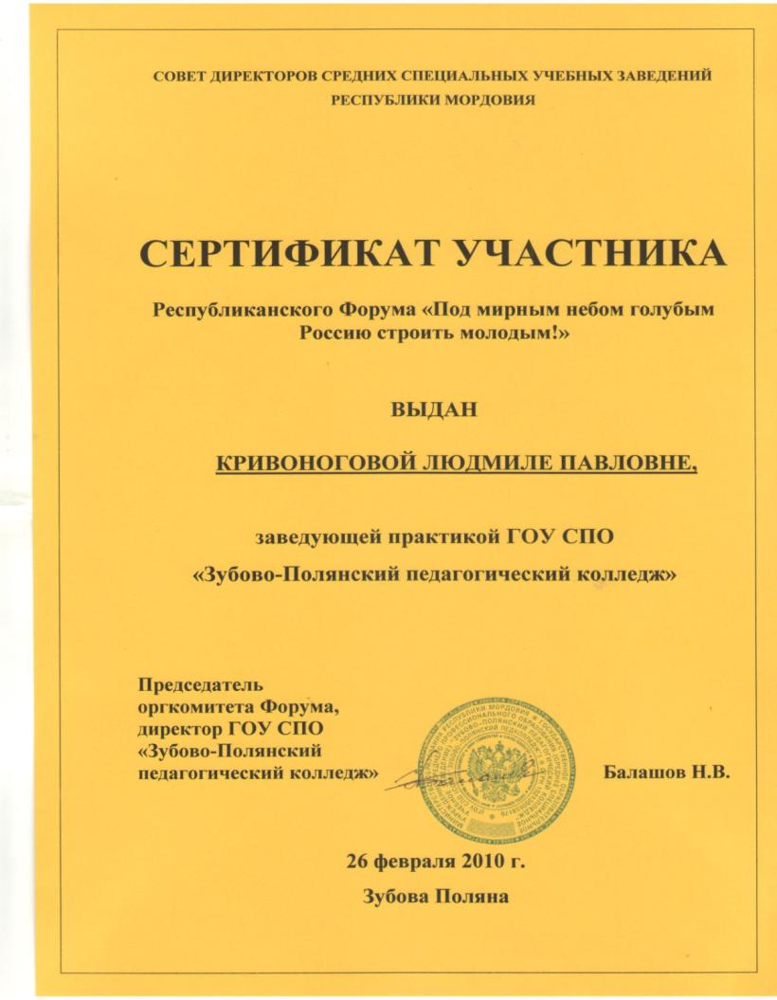 СОВЕТ ДИРЕКТОРОВ СРЕДНИХ СПЕЦИАЛЬНЫХ УЧЕБНЫХ ЗАВЕДЕНИЙ
РЕСПУБЛИКИ МОРДОВИЯ
СЕРТИФИКАТ УЧАСТНИКА
Республиканского Форума «Под мирным небом голубым
Россию строить молодым!»
ВЫДАН
КРИВОНОГОВОЙ ЛЮДМИЛЕ ПАВЛОВНЕ,
заведующей практикой ГОУ СПО
«Зубово-Полянский педагогический колледж»
Председатель
оргкомитета Форума,
директор ГОУ СПО
«Зубово-Полянский
педагогический колледж»
Балашов Н.В.
26 февраля 2010 г.
Зубова Поляна